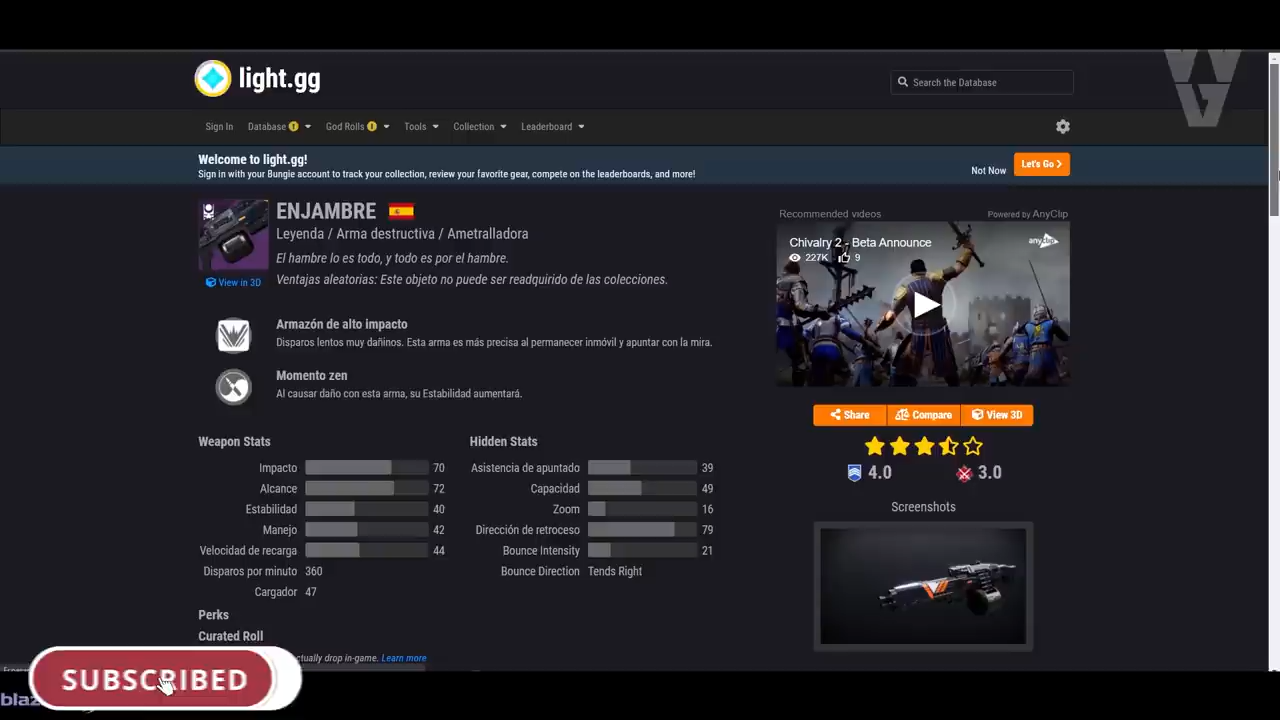 WG
light.gg
Search the Database
Sign In Database God Rolls Tools Collection Leaderboard
Welcome to light.gg!
Sign in with your Bungie account to track your collection, review your favorite gear, compete on the leaderboards, and more!
Not Now
Let's Go
ENJAMBRE
Leyenda / Arma destructiva / Ametralladora
El hambre lo es todo, y todo es por el hambre.
Ventajas aleatorias: Este objeto no puede ser readquirido de las colecciones.
View in 3D
Armazón de alto impacto
Disparos lentos muy dañinos. Esta arma es más precisa al permanecer inmóvil y apuntar con la mira.
Momento zen
Al causar daño con esta arma, su Estabilidad aumentará.
Weapon Stats
Impacto 70
Alcance 72
Estabilidad 40
Manejo 42
Velocidad de recarga 44
Disparos por minuto 360
Cargador 47
Hidden Stats
Asistencia de apuntado 39
Capacidad 49
Zoom 16
Dirección de retroceso 79
Bounce Intensity 21
Bounce Direction Tends Right
Perks
Curated Roll
ctually drop in-game. Learn more
Recommended videos
Powered by AnyClip
Chivalry 2 - Beta Announce
227K 9
anyclip
Share
Compare
View 3D
4.0
3.0
Screenshots
SUBSCRIBED
blaz